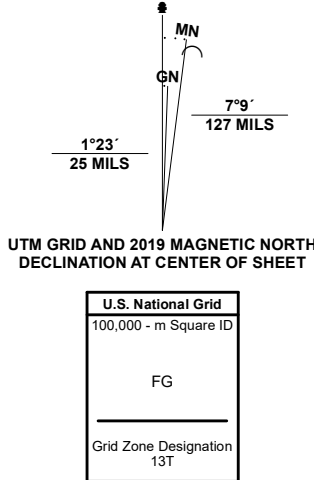 MN
GN
7°9´
127 MILS
1°23´
25 MILS
UTM GRID AND 2019 MAGNETIC NORTH
DECLINATION AT CENTER OF SHEET
U.S. National Grid
100,000 - m Square ID
FG
Grid Zone Designation
13T